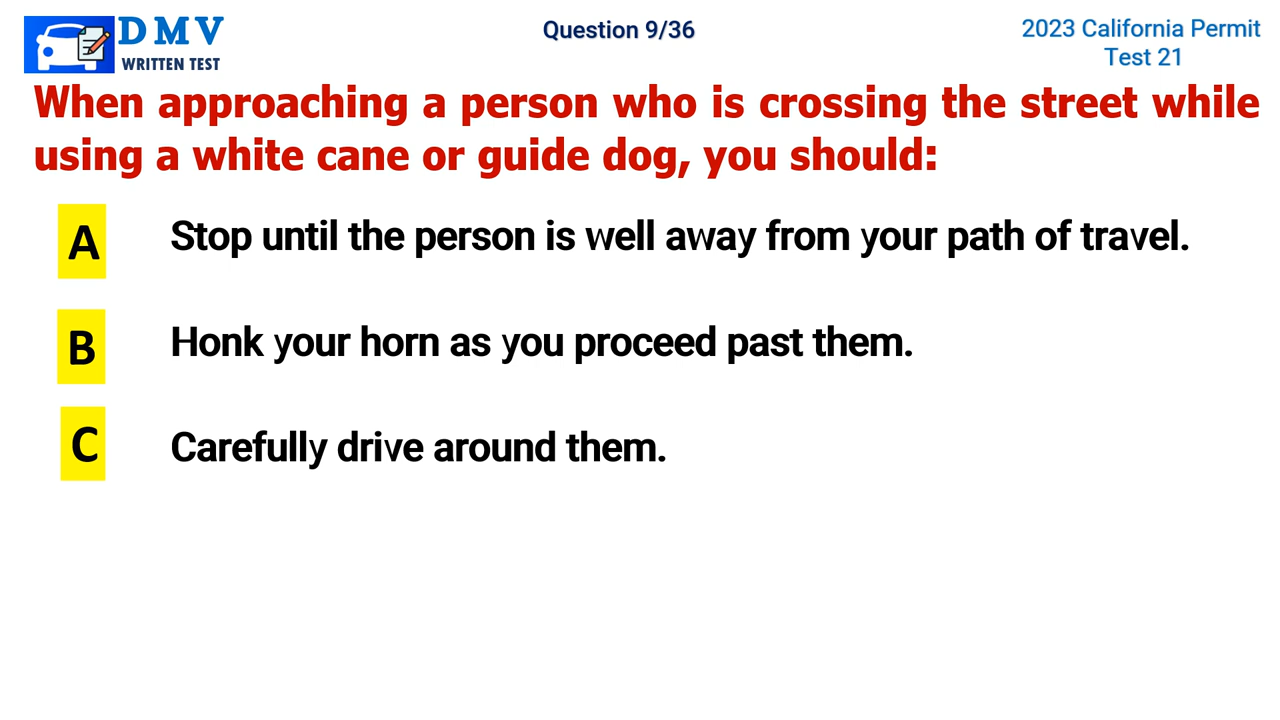 DMV
WRITTEN TEST
Question 9/36
2023 California Permit
Test 21
When approaching a person who is crossing the street while
using a white cane or guide dog, you should:
A Stop until the person is well away from your path of travel.
B Honk your horn as you proceed past them.
C Carefully drive around them.